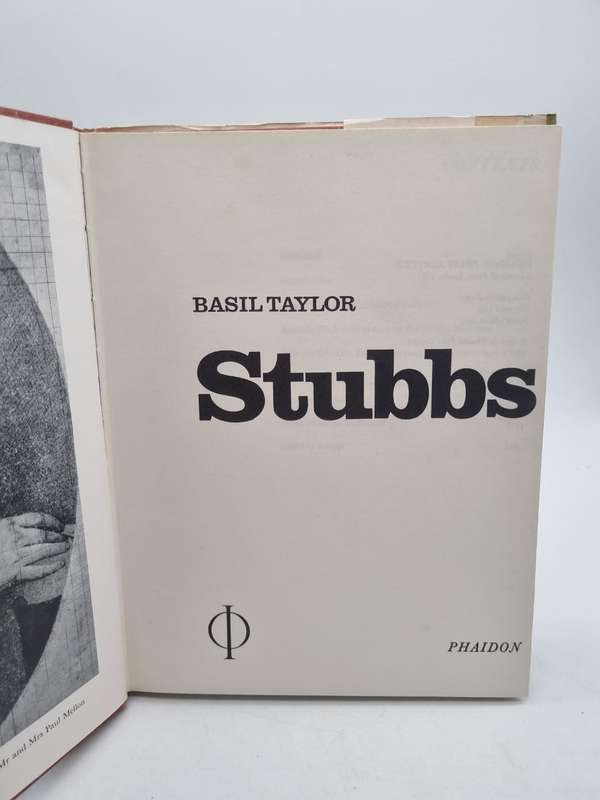 BASIL TAYLOR
Stubbs
PHAIDON
Mr and Mrs Paul Mellon